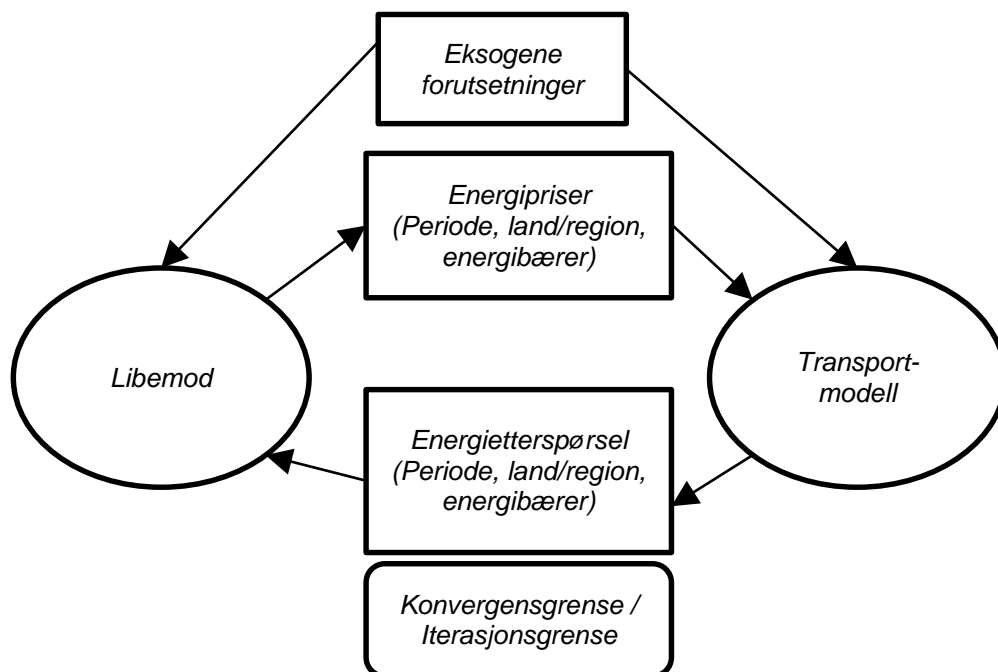 Eksogene
forutsetninger
Energipriser
(Periode, land/region,
energibærer)
Libemod
Transport-
modell
Energietterspørsel
(Periode, land/region,
energibærer)
Konvergensgrense /
Iterasjonsgrense